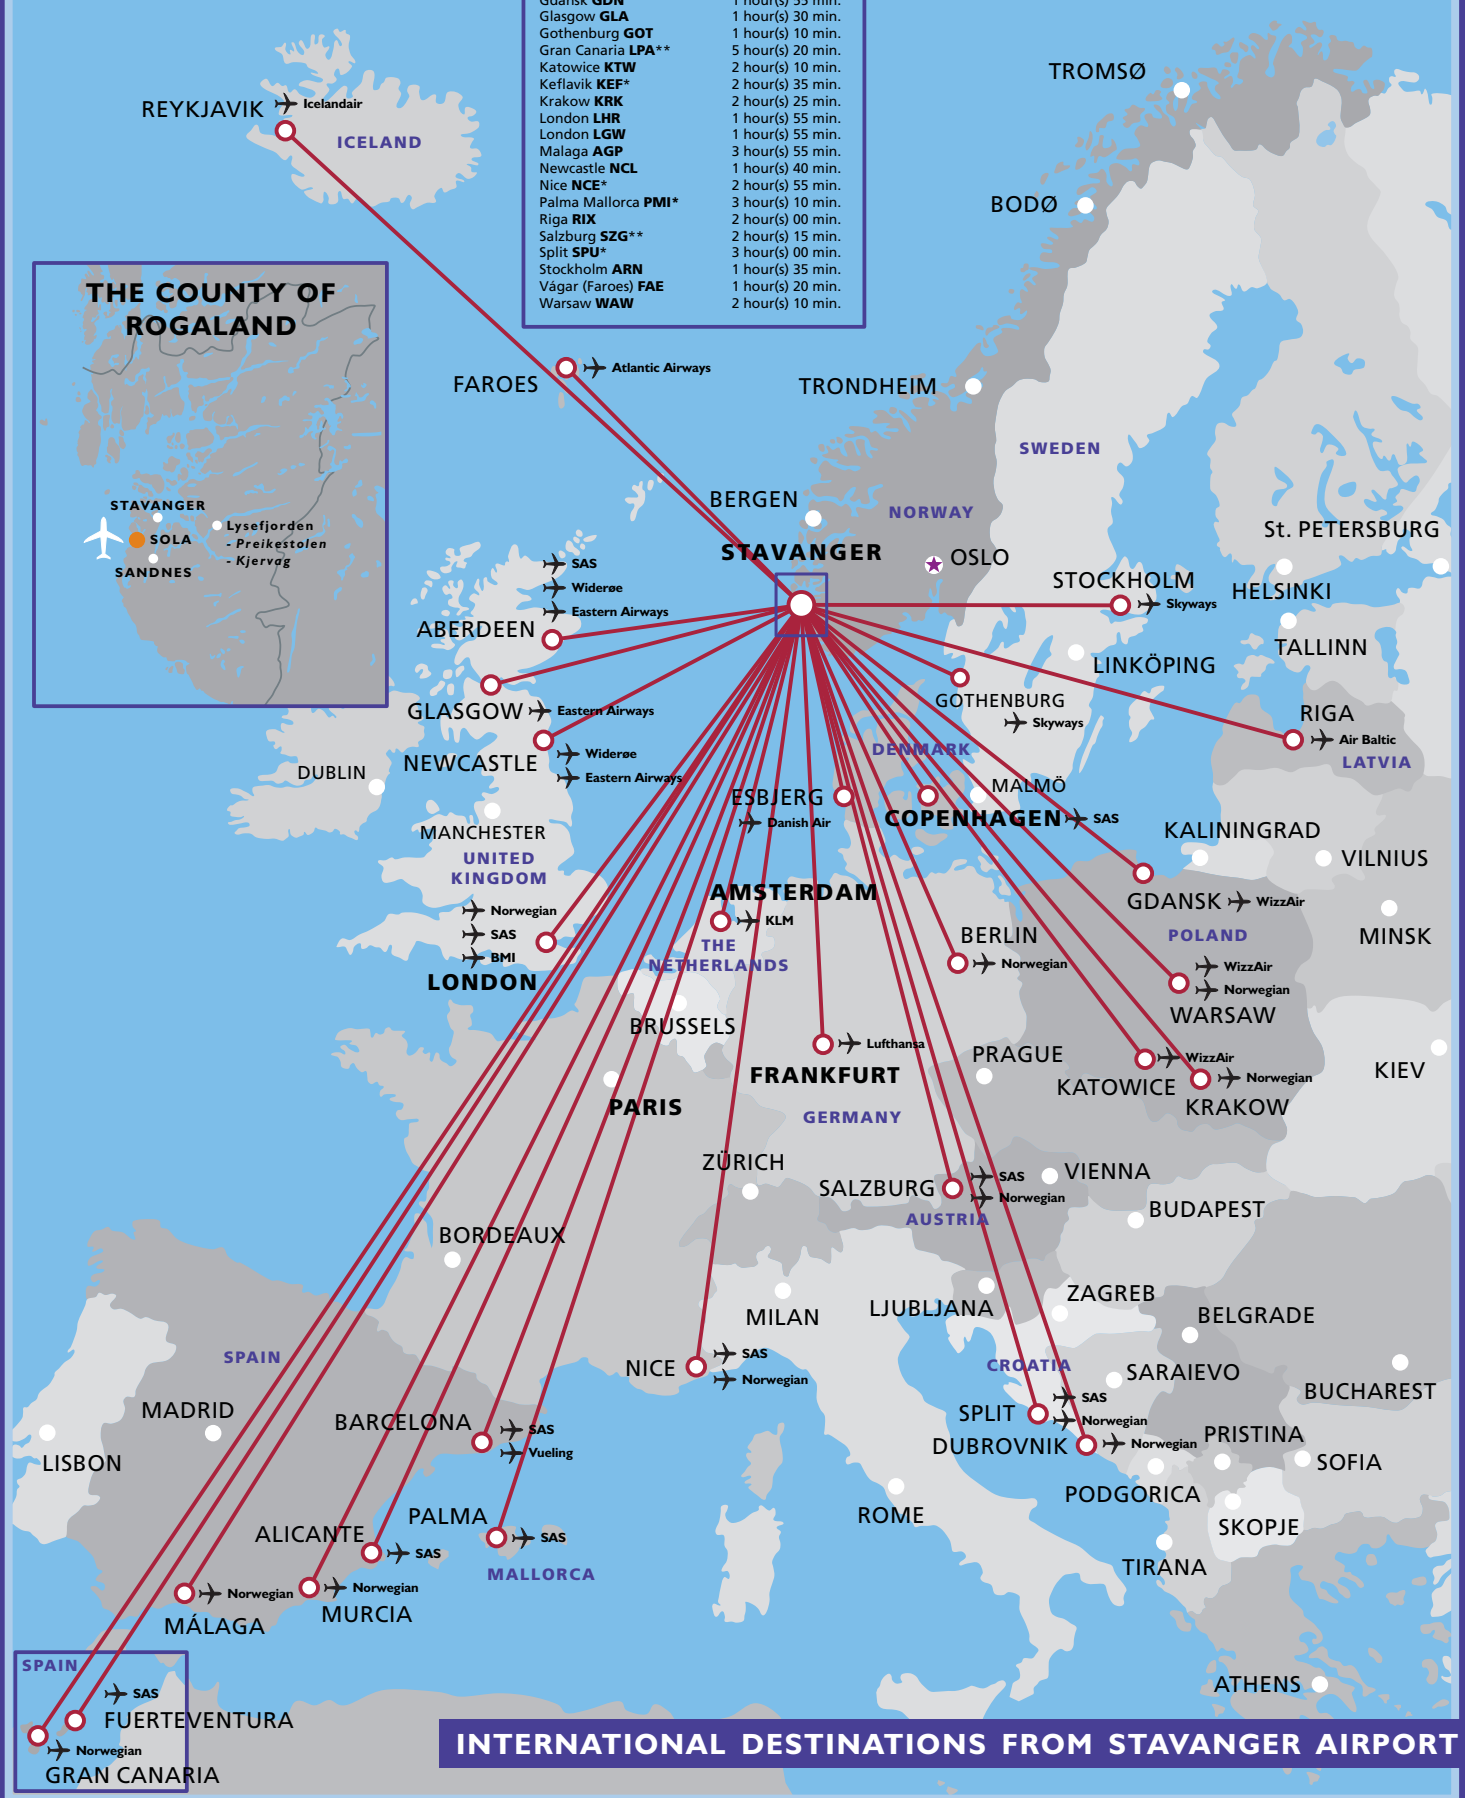 Gdansk GDN 1 hour(s) 55 min.
Glasgow GLA 1 hour(s) 30 min.
Gothenburg GOT 1 hour(s) 10 min.
Gran Canaria LPA** 5 hour(s) 20 min.
Katowice KTW 2 hour(s) 10 min.
Keflavik KEF* 2 hour(s) 35 min.
Krakow KRK 2 hour(s) 25 min.
London LHR 1 hour(s) 55 min.
London LGW 1 hour(s) 55 min.
Malaga AGP 3 hour(s) 55 min.
Newcastle NCL 1 hour(s) 40 min.
Nice NCE* 2 hour(s) 55 min.
Palma Mallorca PMI* 3 hour(s) 10 min.
Riga RIX 2 hour(s) 00 min.
Salzburg SZG** 2 hour(s) 15 min.
Split SPU* 3 hour(s) 00 min.
Stockholm ARN 1 hour(s) 35 min.
Vágar (Faroes) FAE 1 hour(s) 20 min.
Warsaw WAW 2 hour(s) 10 min.
REYKJAVIK
Icelandair
ICELAND
TROMSØ
BODØ
THE COUNTY OF
ROGALAND
STAVANGER
SOLA
SANDNES
Lysefjorden
- Preikestolen
- Kjervag
FAROES
Atlantic Airways
TRONDHEIM
SWEDEN
BERGEN
NORWAY
STAVANGER
OSLO
St. PETERSBURG
HELSINKI
STOCKHOLM
Skyways
TALLINN
LINKÖPING
SAS
Widerøe
Eastern Airways
ABERDEEN
GLASGOW
Eastern Airways
NEWCASTLE
Widerøe
Eastern Airways
GOTHENBURG
Skyways
RIGA
Air Baltic
LATVIA
DENMARK
DUBLIN
MANCHESTER
UNITED
KINGDOM
ESBJERG
Danish Air
MALMÖ
COPENHAGEN
SAS
KALININGRAD
VILNIUS
AMSTERDAM
KLM
THE
NETHERLANDS
GDANSK
WizzAir
MINSK
POLAND
Norwegian
SAS
BMI
LONDON
BERLIN
Norwegian
WizzAir
Norwegian
WARSAW
BRUSSELS
Lufthansa
FRANKFURT
PRAGUE
WizzAir
KATOWICE
Norwegian
KRAKOW
KIEV
PARIS
GERMANY
ZÜRICH
SALZBURG
SAS
Norwegian
AUSTRIA
VIENNA
BUDAPEST
BORDEAUX
MILAN
LJUBLJANA
ZAGREB
BELGRADE
SPAIN
NICE
SAS
Norwegian
CROATIA
SARAIEVO
BUCHAREST
MADRID
LISBON
BARCELONA
SAS
Vueling
SPLIT
SAS
Norwegian
DUBROVNIK
Norwegian
PRISTINA
SOFIA
PODGORICA
SKOPJE
ROME
TIRANA
ALICANTE
SAS
PALMA
SAS
MALLORCA
MÁLAGA
Norwegian
MURCIA
Norwegian
SPAIN
SAS
FUERTEVENTURA
Norwegian
GRAN CANARIA
ATHENS
INTERNATIONAL DESTINATIONS FROM STAVANGER AIRPORT